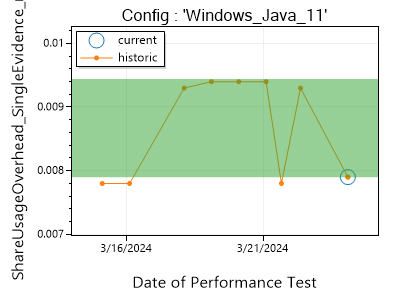 Config : 'Windows_Java_11'
ShareUsageOverhead_SingleEvidence_
0.01
0.009
0.008
0.007
current
historic
3/16/2024
3/21/2024
Date of Performance Test